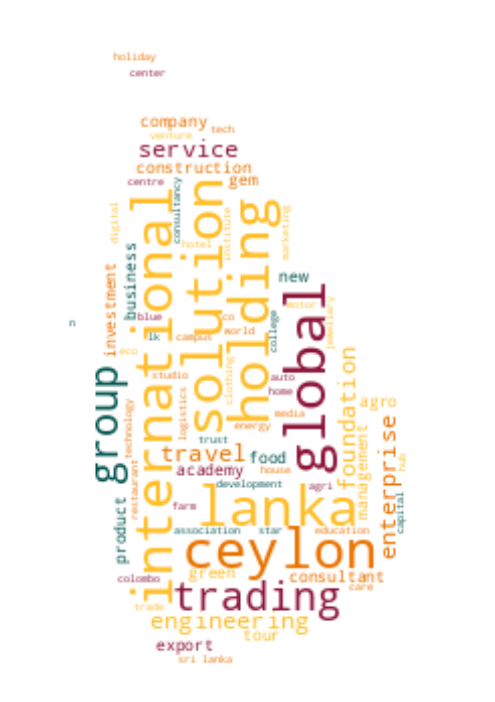 holiday
center
company
tech
venture
service
construction
centre
gem
consultancy
international
solution
holding
digital
institute
marketing
hotel
business
investment
new
global
motor
jewellery
n
blue
co
world
college
lk
campus
eco
studio
clothing
auto
home
foundation
group
technology
logistics
media
agro
energy
enterprise
trust
travel
food
management
hub
restaurant
academy
house
development
agri
lanka
capital
product
farm
association
star
education
ceylon
colombo
green
consultant
care
trading
trade
engineering
tour
export
sri lanka